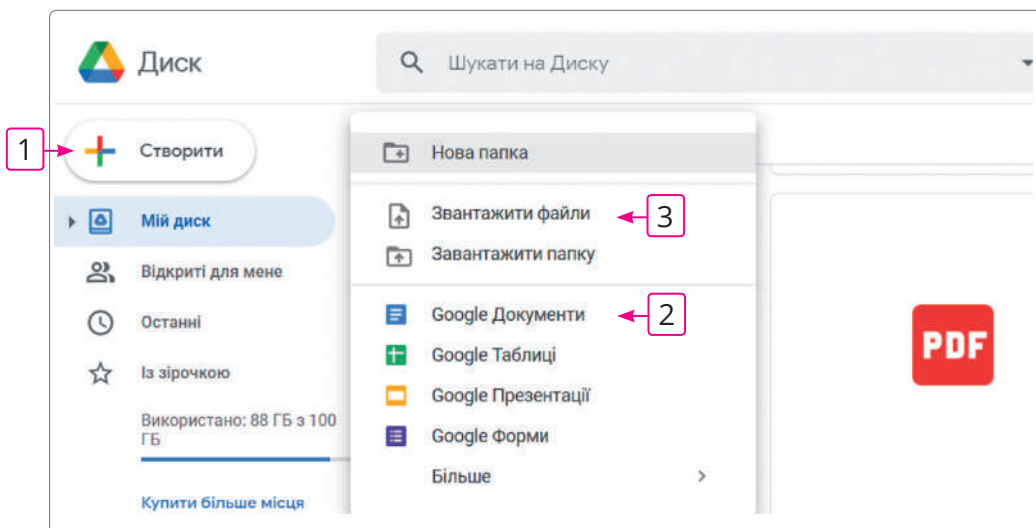 Диск
Шукати на Диску
1
Створити
Нова папка
Мій диск
Звантажити файли
3
Завантажити папку
Відкриті для мене
Останні
Google Документи
2
Google Таблиці
Із зірочкою
Google Презентації
Використано: 88 ГБ з 100
ГБ
Google Форми
Більше
Купити більше місця
PDF